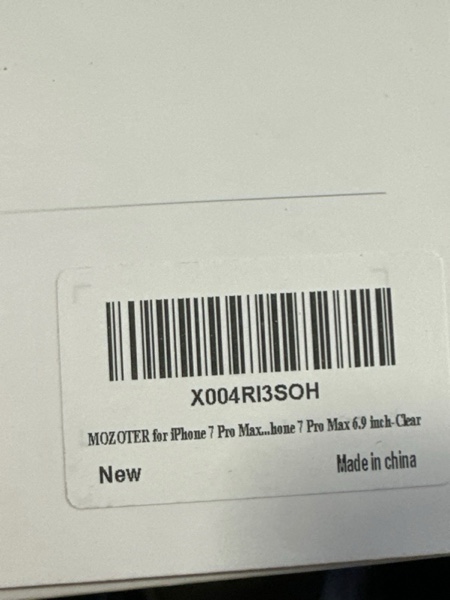 X004RI3SOH
MOZOTER for iPhone 7 Pro Max...hone 7 Pro Max 6.9 inch-Clear
New
Made in china